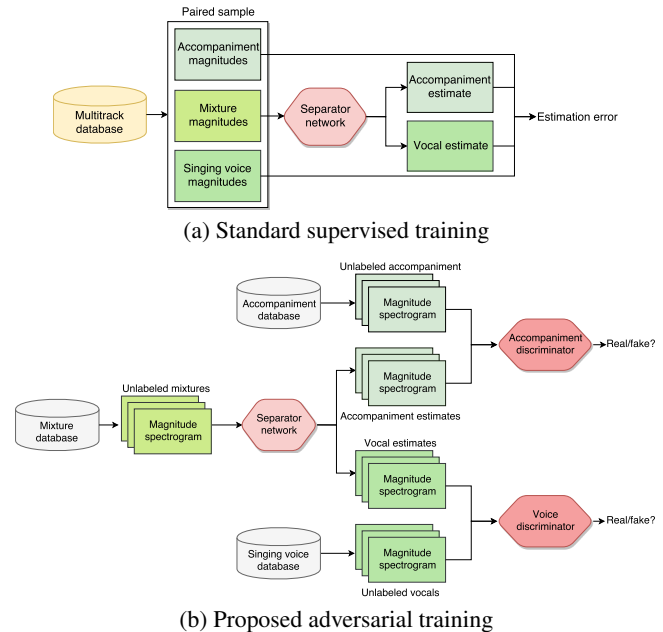 Paired sample
Accompaniment
magnitudes
Multitrack
database
Mixture
magnitudes
Singing voice
magnitudes
Separator
network
Accompaniment
estimate
Vocal estimate
Estimation error
(a) Standard supervised training
Unlabeled accompaniment
Accompaniment
database
Magnitude
spectrogram
Accompaniment
discriminator
Real/fake?
Unlabeled mixtures
Mixture
database
Magnitude
spectrogram
Separator
network
Magnitude
spectrogram
Accompaniment estimates
Vocal estimates
Magnitude
spectrogram
Voice
discriminator
Real/fake?
Singing voice
database
Magnitude
spectrogram
Unlabeled vocals
(b) Proposed adversarial training